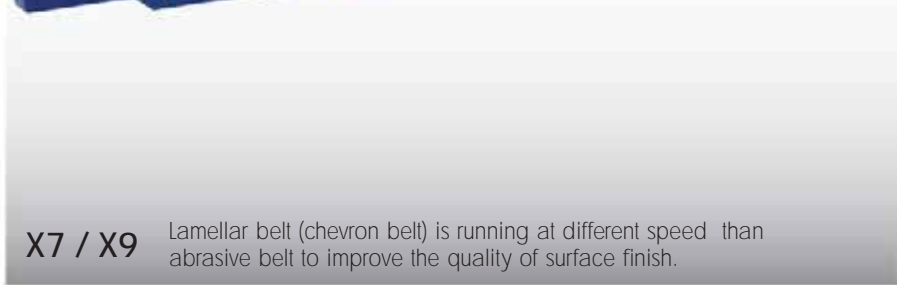 X7 / X9
Lamellar belt (chevron belt) is running at different speed than
abrasive belt to improve the quality of surface finish.